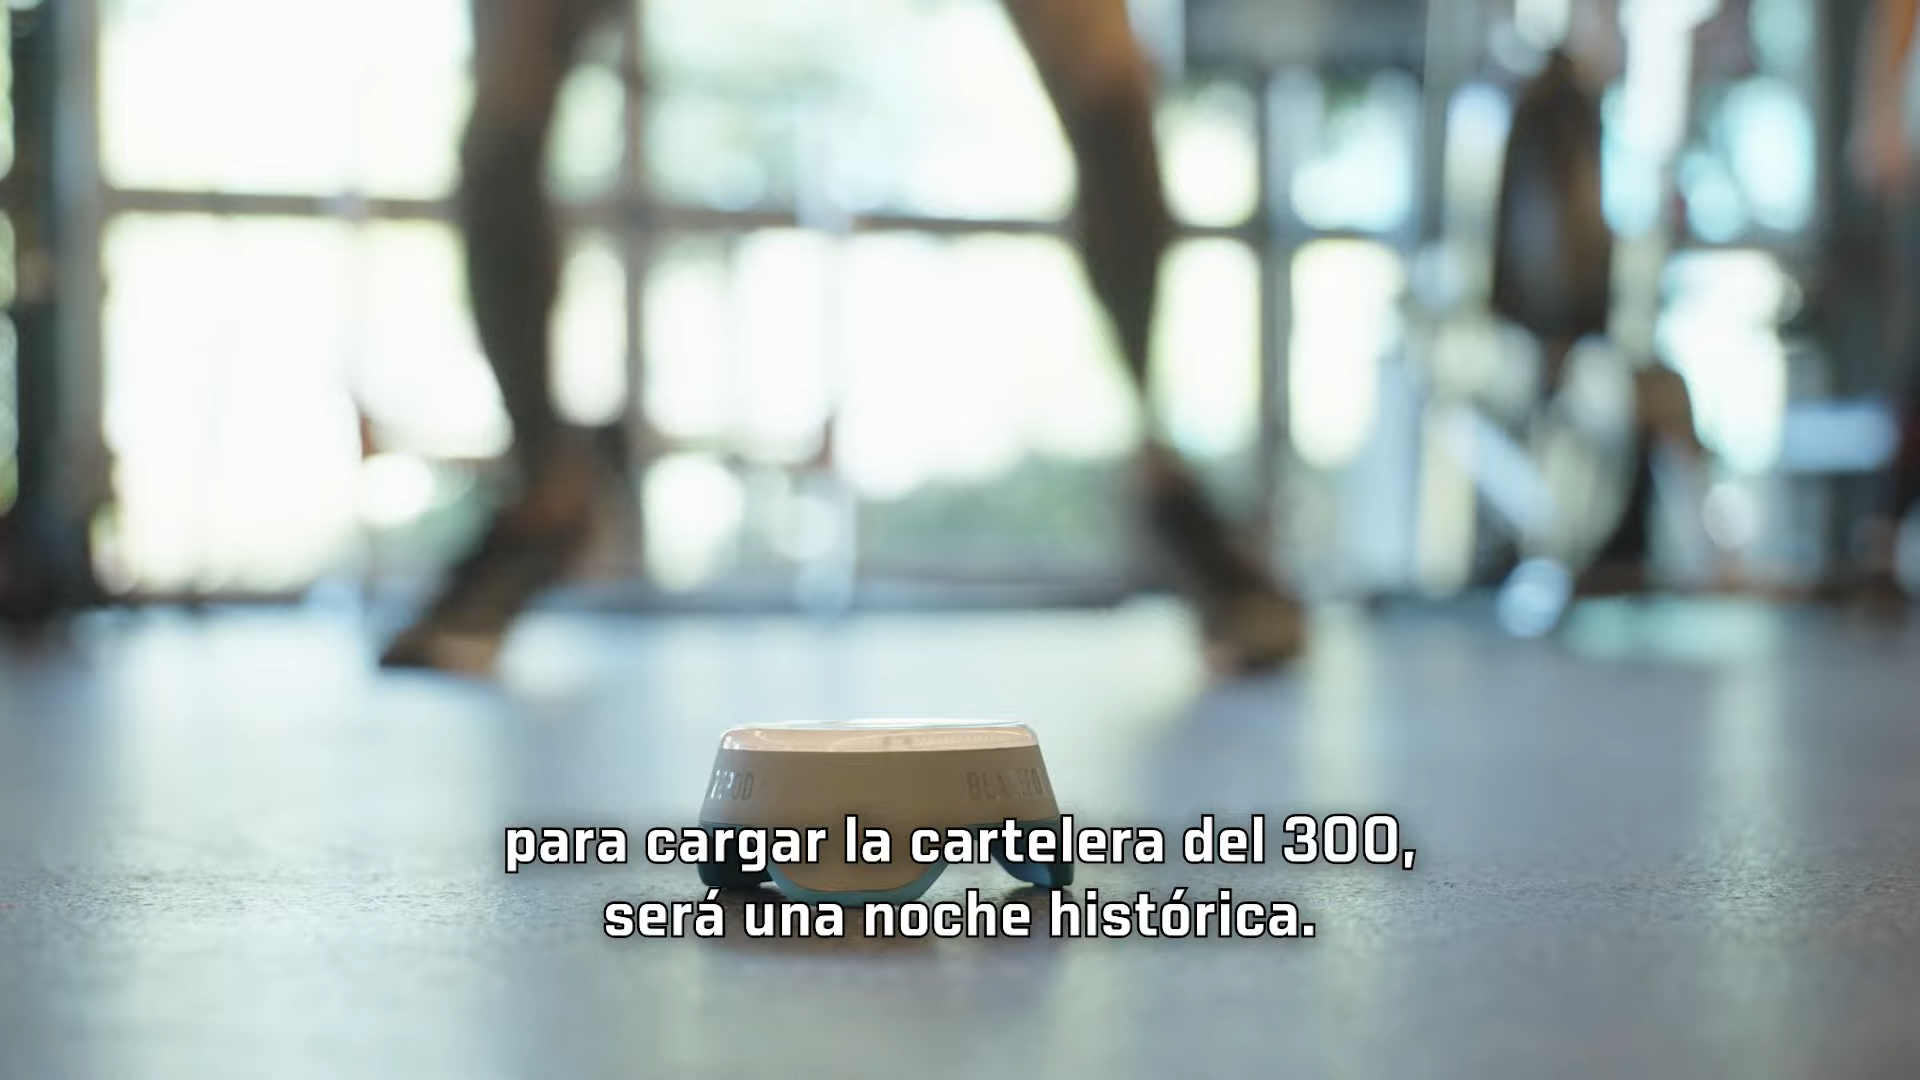 para cargar la cartelera del 300,
será una noche histórica.